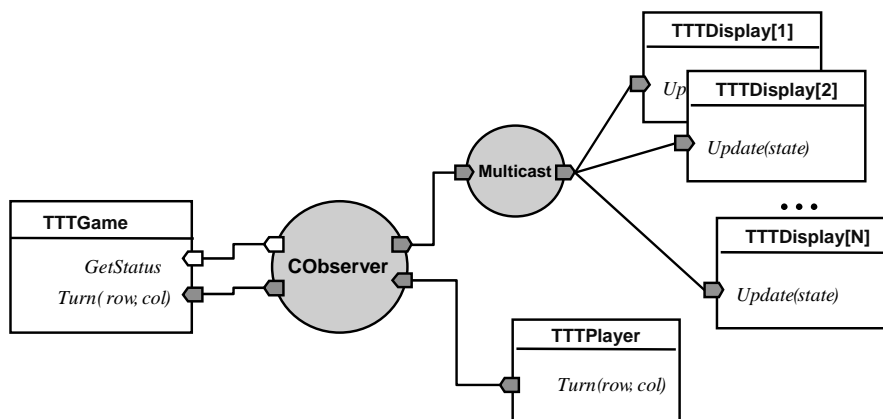 TTTDisplay[1]
Up
TTTDisplay[2]
Update(state)
Multicast
• • •
TTTGame
GetStatus
Turn( row, col)
CObserver
TTTDisplay[N]
Update(state)
TTTPlayer
Turn(row, col)